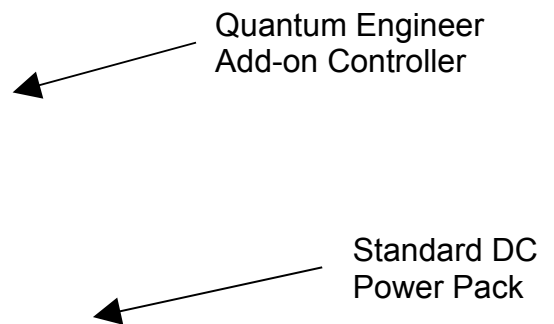 Quantum Engineer
Add-on Controller
Standard DC
Power Pack